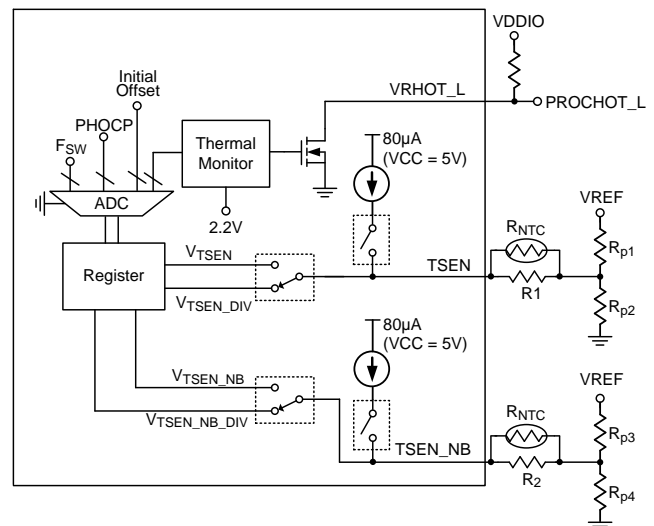 VDDIO
VRHOT_L
PROCHOT_L
Initial
Offset
PHOCP
FSW
ADC
Thermal
Monitor
2.2V
80µA
(VCC = 5V)
VREF
RNTC
Rp1
R1
Rp2
TSEN
Register
VTSEN
VTSEN_DIV
80µA
(VCC = 5V)
VTSEN_NB
VTSEN_NB_DIV
TSEN_NB
VREF
RNTC
Rp3
R2
Rp4